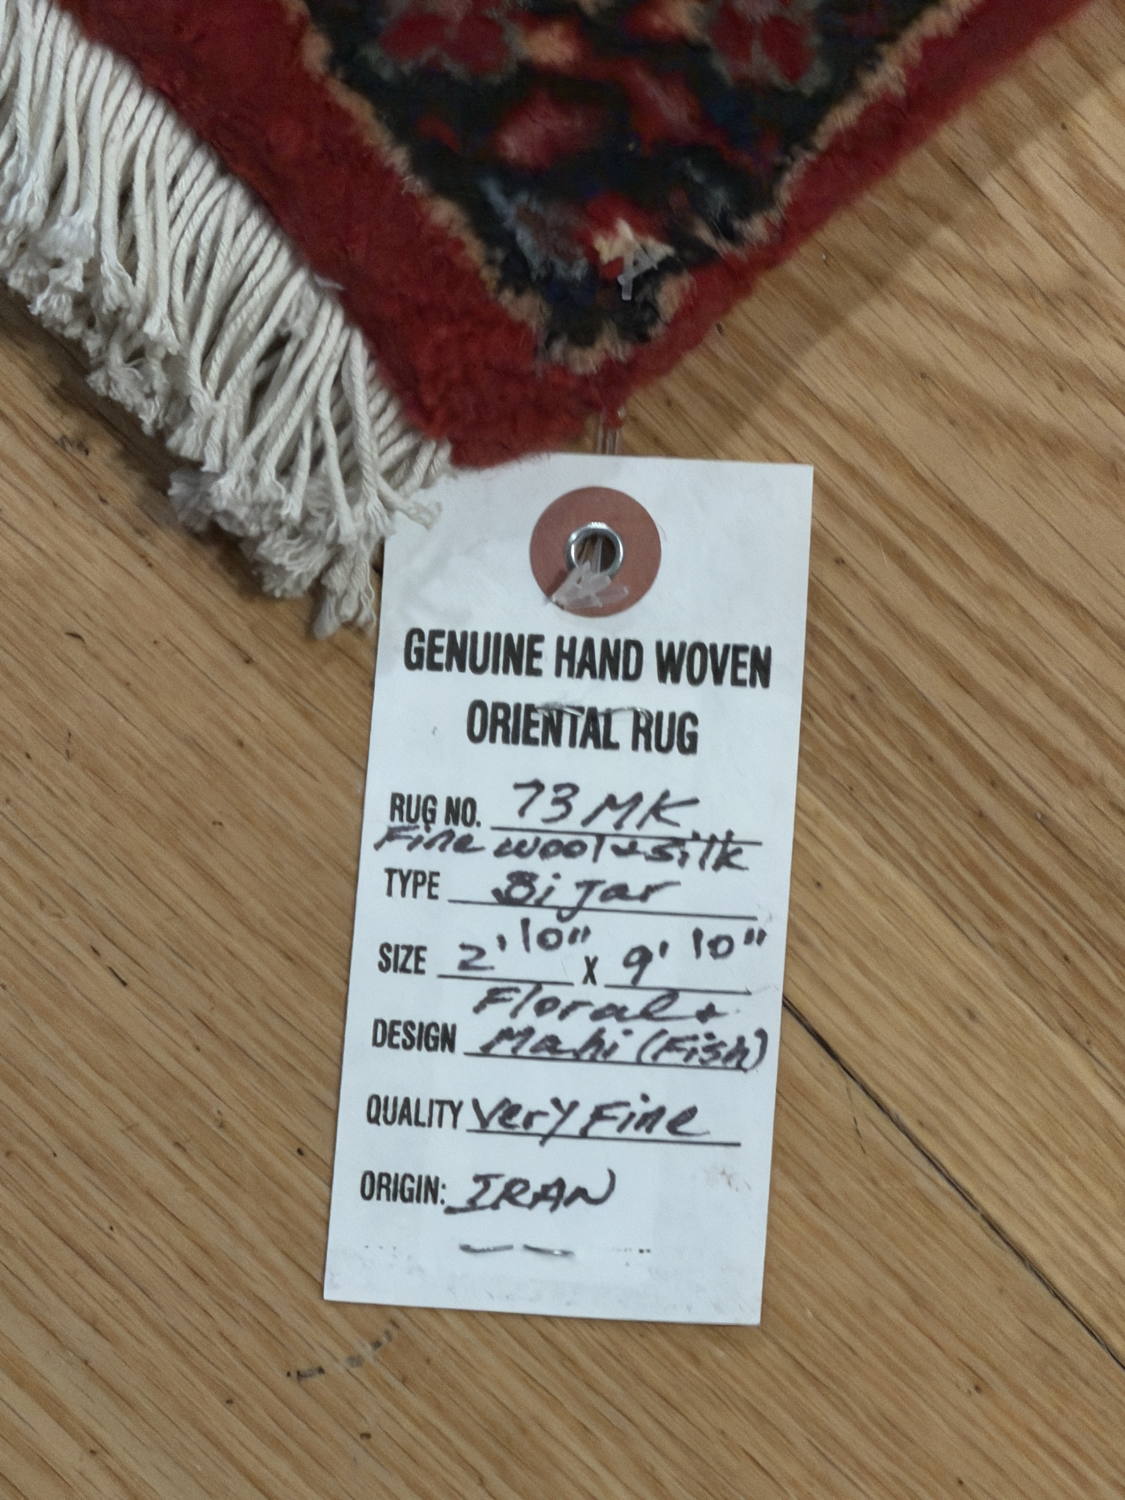 GENUINE HAND WOVEN
ORIENTAL RUG
RUG NO. 73 MK
Fine wool + silk
TYPE Bijar
SIZE 2' 10" X 9' 10"
Floral +
DESIGN Mahi (Fish)
QUALITY Very Fine
ORIGIN: IRAN